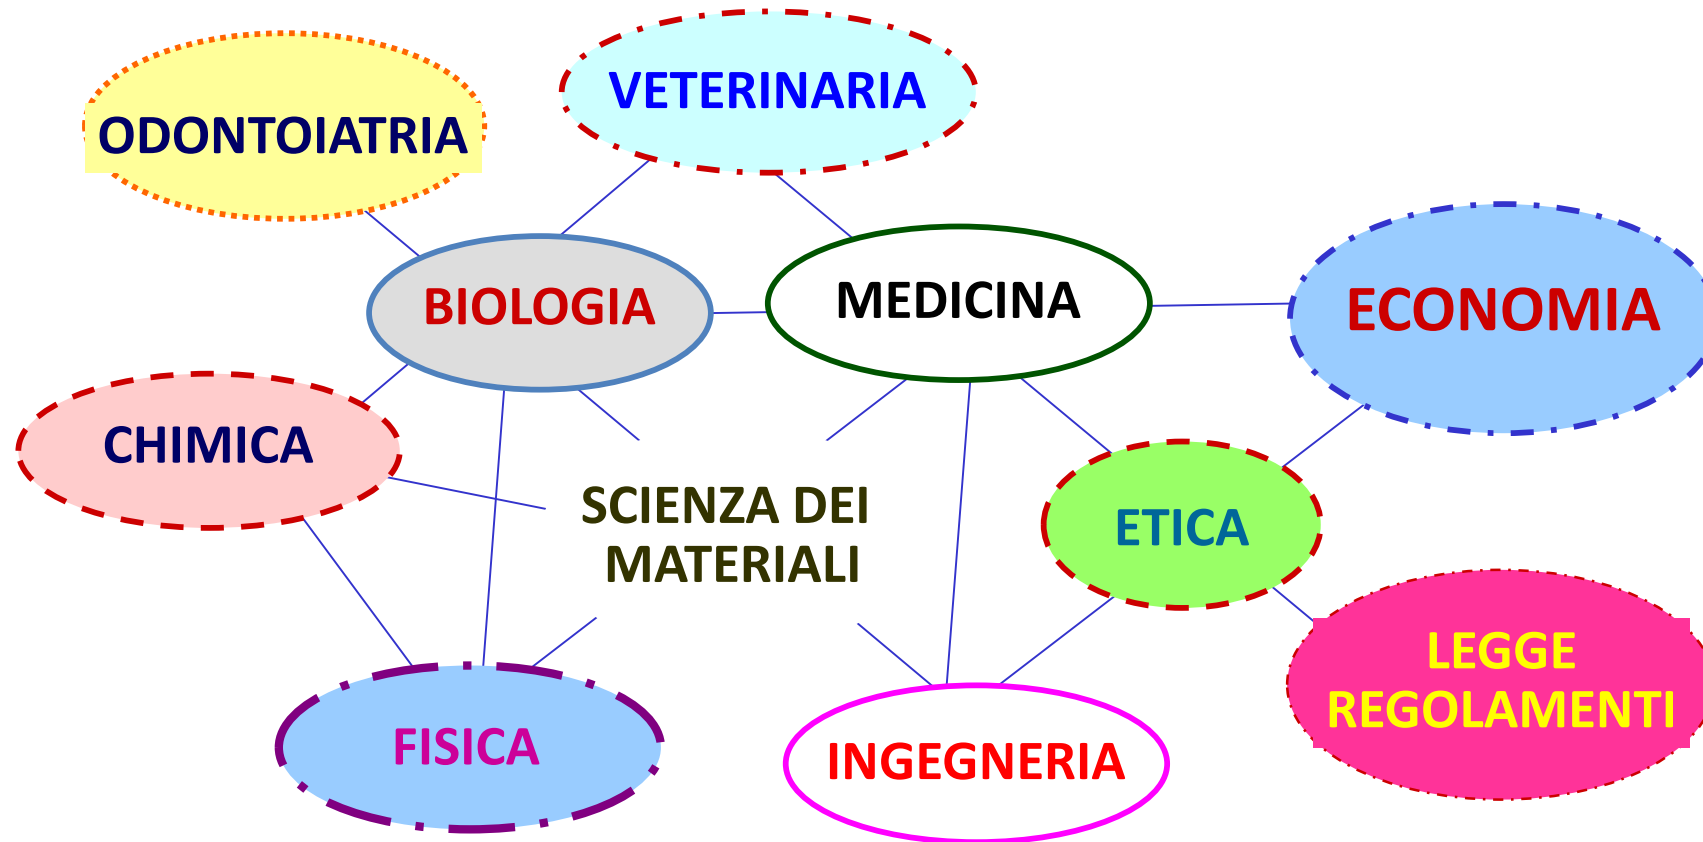 VETERINARIA
ODONTOIATRIA
MEDICINA
BIOLOGIA
ECONOMIA
CHIMICA
SCIENZA DEI
MATERIALI
ETICA
LEGGE
REGOLAMENTI
FISICA
INGEGNERIA